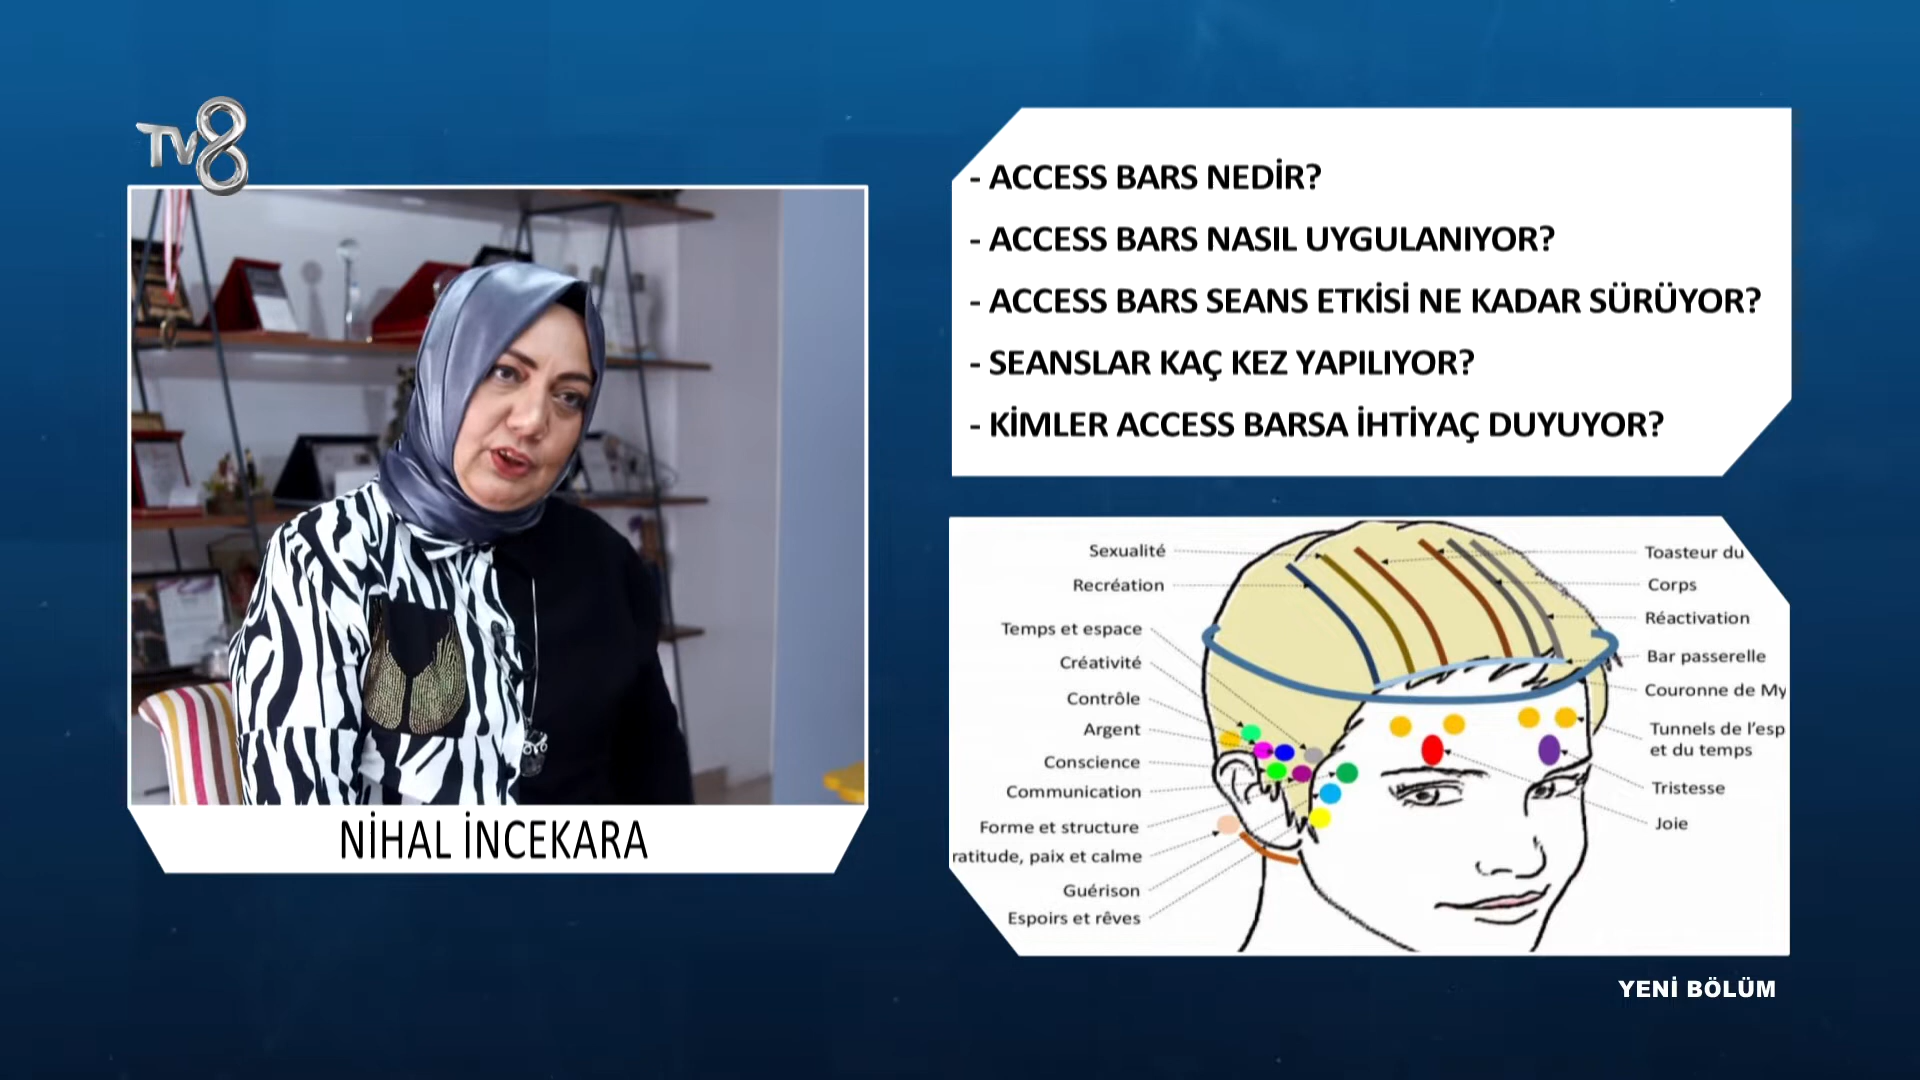 TV8
NİHAL İNCEKARA
- ACCESS BARS NEDİR?
- ACCESS BARS NASIL UYGULANIYOR?
- ACCESS BARS SEANS ETKİSİ NE KADAR SÜRÜYOR?
- SEANSLAR KAÇ KEZ YAPILIYOR?
- KİMLER ACCESS BARSA İHTİYAÇ DUYUYOR?
Sexualité
Recréation
Temps et espace
Créativité
Contrôle
Argent
Conscience
Communication
Forme et structure
ratitude, paix et calme
Guérison
Espoirs et rêves
Toasteur du
Corps
Réactivation
Bar passerelle
Couronne de My
Tunnels de l'esp
et du temps
Tristesse
Joie
YENİ BÖLÜM